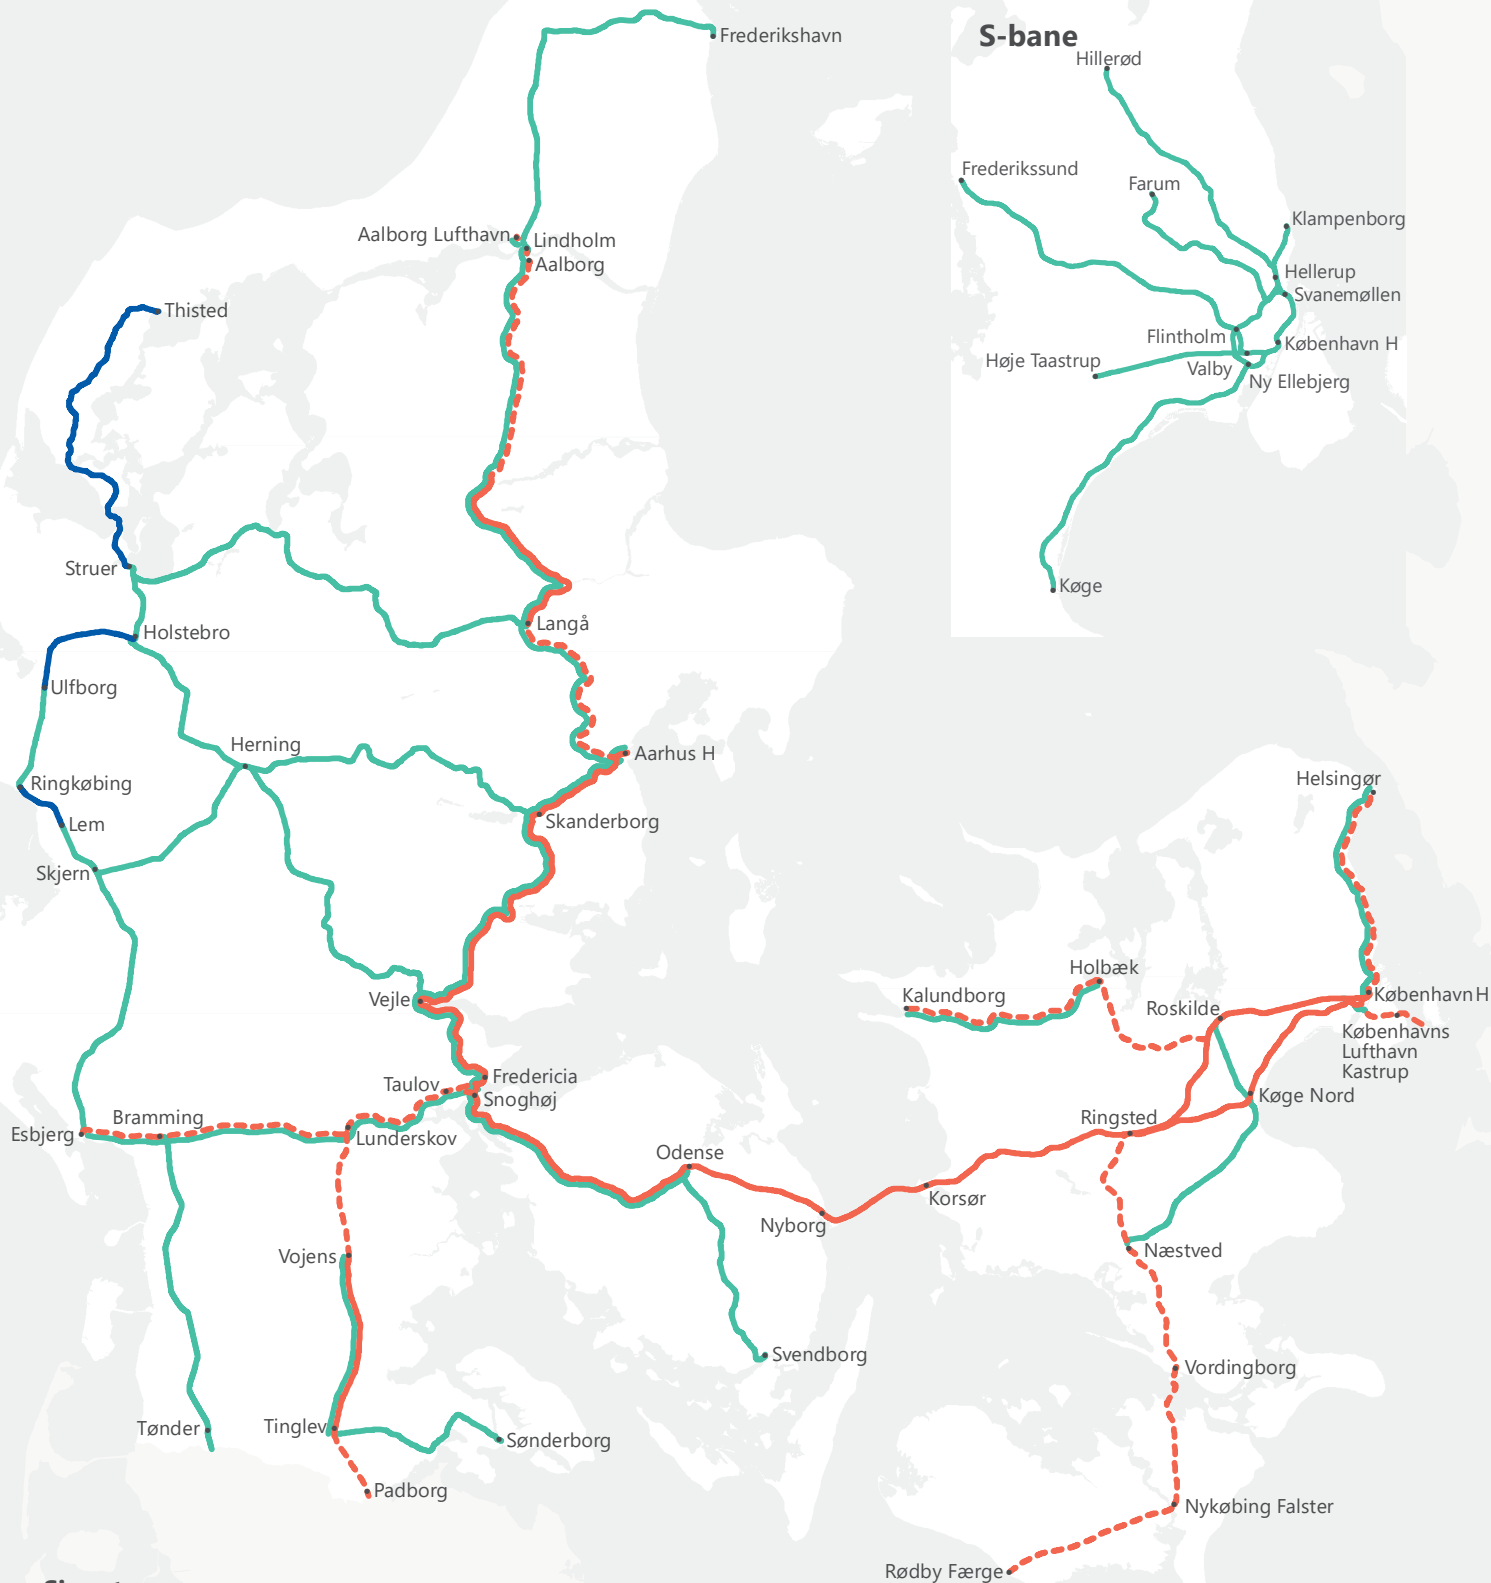 S-bane
Hillerød
Frederikshavn
Frederikssund
Farum
Klampenborg
Aalborg Lufthavn
Lindholm
Aalborg
Hellerup
Svanemøllen
Thisted
Flintholm
København H
Høje Taastrup
Valby
Ny Ellebjerg
Struer
Køge
Langå
Holstebro
Ulfborg
Herning
Aarhus H
Ringkøbing
Helsingør
Lem
Skanderborg
Skjern
Holbæk
Kalundborg
Vejle
Roskilde
København H
Københavns
Lufthavn
Kastrup
Fredericia
Taulov
Snoghøj
Køge Nord
Bramming
Ringsted
Esbjerg
Lunderskov
Odense
Korsør
Nyborg
Vojens
Næstved
Svendborg
Vordingborg
Tønder
Tinglev
Sønderborg
Padborg
Nykøbing Falster
Rødby Færge